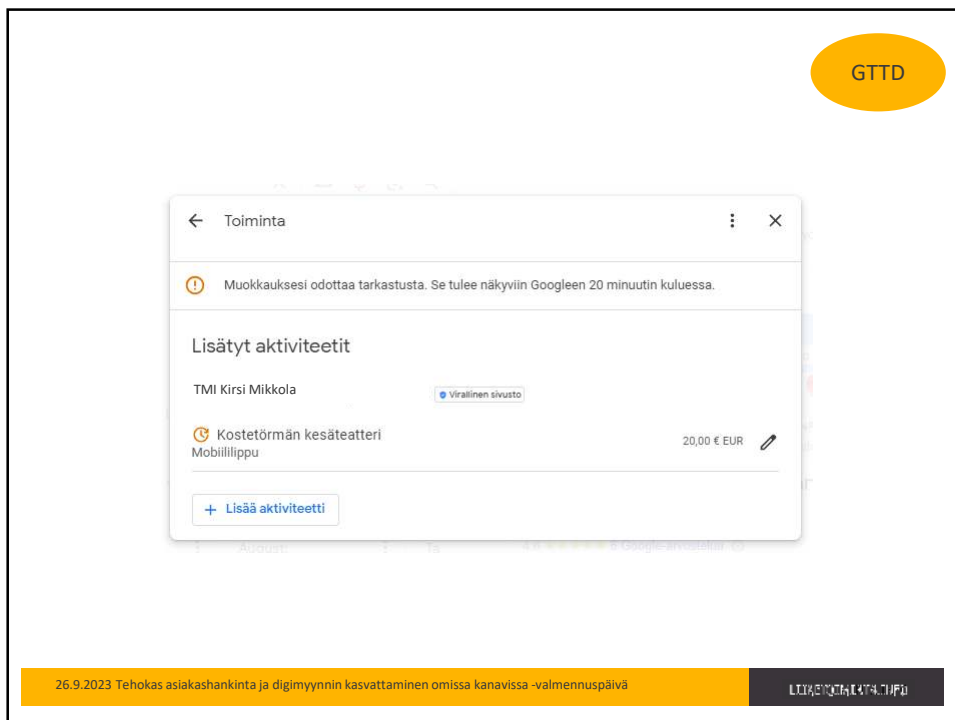 GTTD
Toiminta
Muokkauksesi odottaa tarkastusta. Se tulee näkyviin Googleen 20 minuutin kuluessa.
Lisätyt aktiviteetit
TMI Kirsi Mikkola
Virallinen sivusto
Kostetörmän kesäteatteri
20,00 € EUR
Mobiililippu
+ Lisää aktiviteetti
26.9.2023 Tehokas asiakashankinta ja digimyynnin kasvattaminen omissa kanavissa -valmennuspäivä